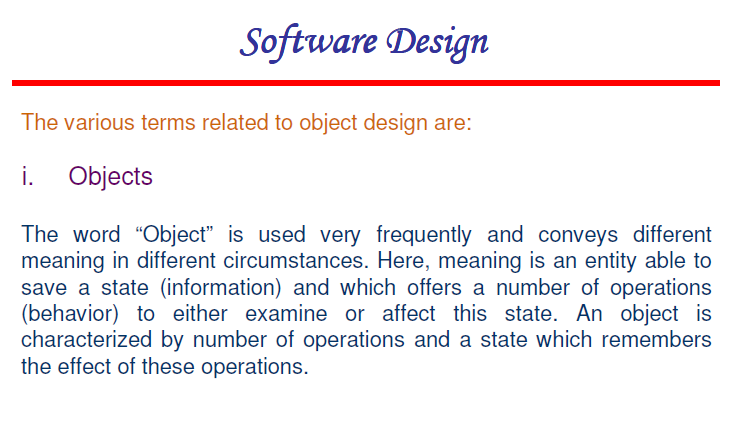 Software Design
The various terms related to object design are:
i. Objects
The word “Object” is used very frequently and conveys different
meaning in different circumstances. Here, meaning is an entity able to
save a state (information) and which offers a number of operations
(behavior) to either examine or affect this state. An object is
characterized by number of operations and a state which remembers
the effect of these operations.